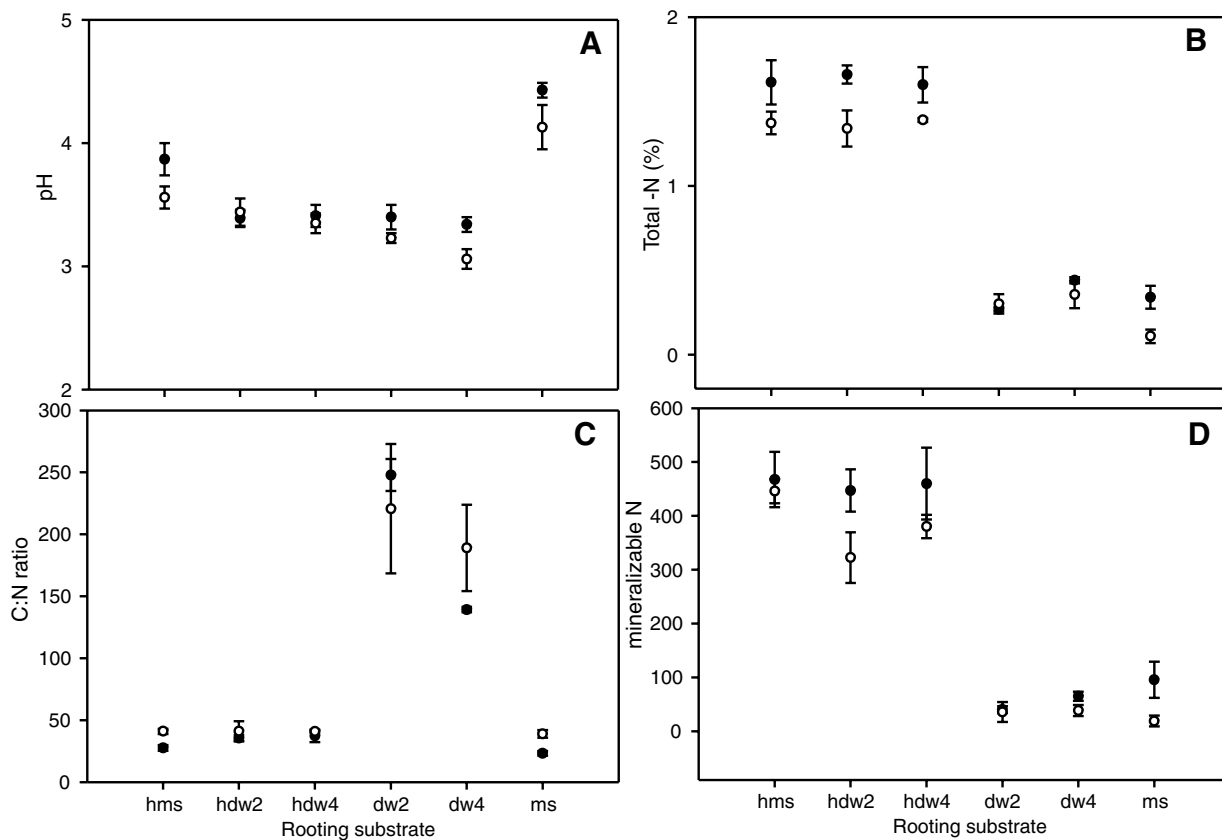 A
5
4
3
2
pH
B
2
1
0
Total -N (%)
C
300
250
200
150
100
50
0
C:N ratio
hms hdw2 hdw4 dw2 dw4 ms
Rooting substrate
D
600
500
400
300
200
100
0
mineralizable N
hms hdw2 hdw4 dw2 dw4 ms
Rooting substrate